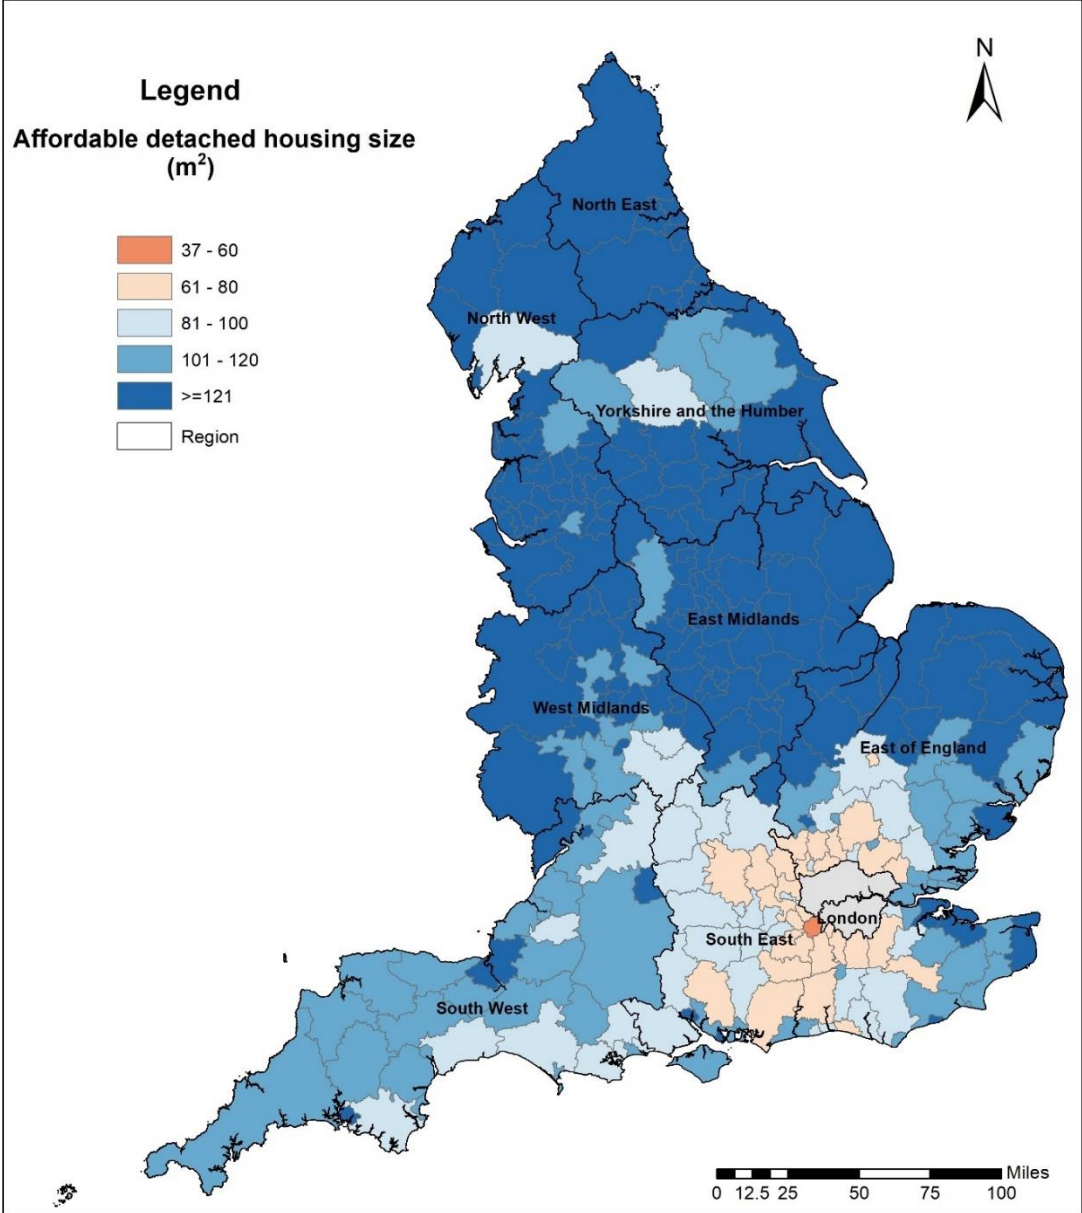 N
Legend
Affordable detached housing size
(m²)
37 - 60
61 - 80
81 - 100
101 - 120
>=121
Region
North East
North West
Yorkshire and the Humber
East Midlands
West Midlands
East of England
London
South East
South West
Miles
0 12.5 25 50 75 100